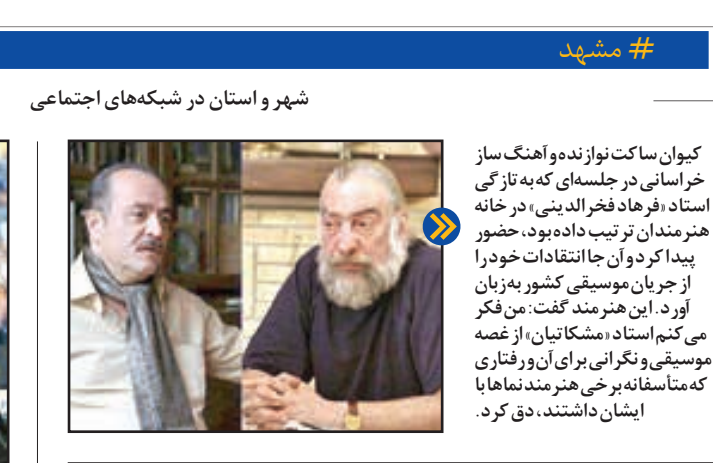 # مشهد
شهر و استان در شبکه‌های اجتماعی
کیوان ساکت نوازنده و آهنگ ساز
خراسانی در جلسه‌ای که به تازگی
استاد «فرهاد فخرالدینی» در خانه
هنرمندان ترتیب داده بود، حضور
پیدا کرد و آن جا انتقادات خود را
از جریان موسیقی کشور به زبان
آورد. این هنرمند گفت: من فکر
می کنم استاد «مشکاتیان» از غصه
موسیقی و نگرانی برای آن و رفتاری
که متأسفانه برخی هنرمندنماها با
ایشان داشتند، دق کرد.